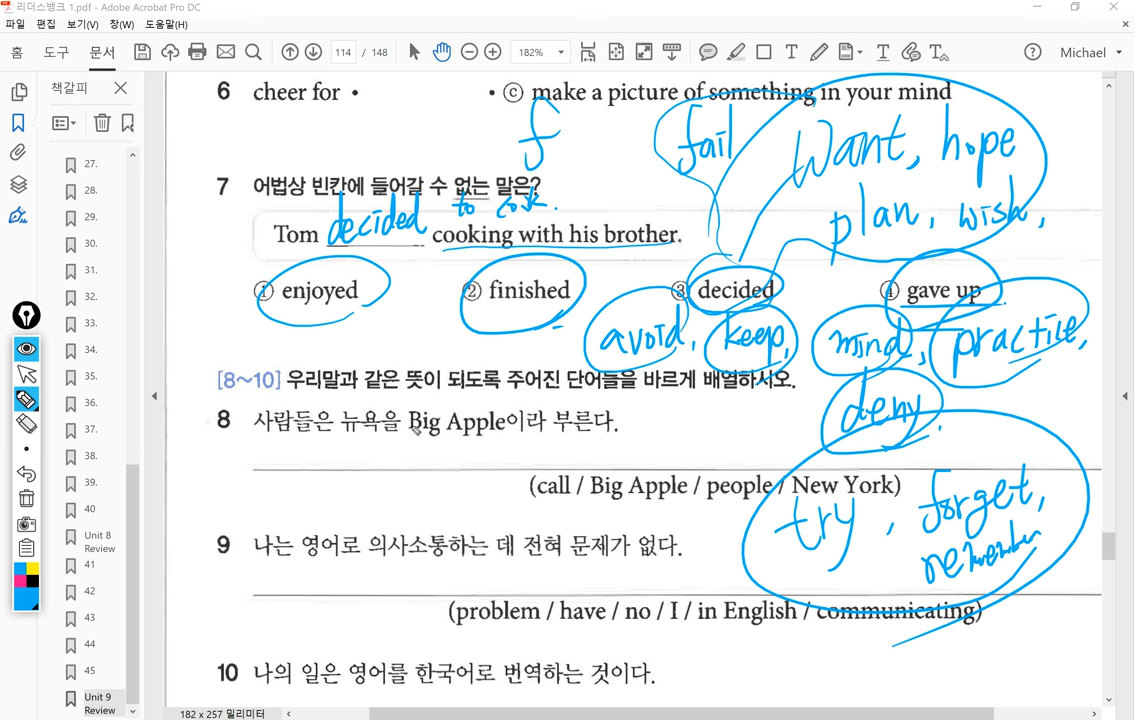 리더스뱅크 1.pdf - Adobe Acrobat Pro DC
파일 편집 보기(V) 창(W) 도움말(H)
홈 도구 문서 114 / 148 182% Michael
책갈피
27.
28.
29.
30.
31.
32.
33.
34.
35.
36.
37.
38.
39.
40
Unit 8 Review
41
42
43
44
45
Unit 9 Review
6 cheer for • • ⓒ make a picture of something in your mind
f fail want, hope
7 어법상 빈칸에 들어갈 수 없는 말은?
decided to cook. plan, wish,
Tom ________ cooking with his brother.
① enjoyed ② finished ③ decided ④ gave up
avoid, keep, mind, practice,
[8~10] 우리말과 같은 뜻이 되도록 주어진 단어들을 바르게 배열하시오.
deny
8 사람들은 뉴욕을 Big Apple이라 부른다.
(call / Big Apple / people / New York)
try, forget,
remember
9 나는 영어로 의사소통하는 데 전혀 문제가 없다.
(problem / have / no / I / in English / communicating)
10 나의 일은 영어를 한국어로 번역하는 것이다.
182 x 257 밀리미터